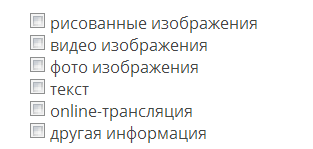 рисованные изображения
видео изображения
фото изображения
текст
online-трансляция
другая информация